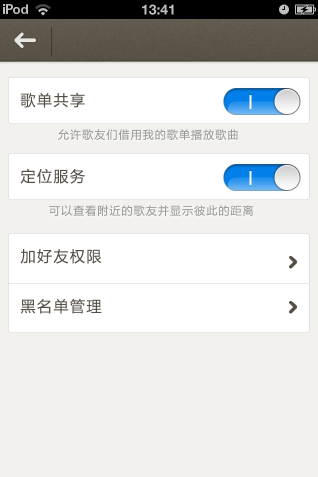 iPod 13:41
歌单共享
允许歌友们借用我的歌单播放歌曲
定位服务
可以查看附近的歌友并显示彼此的距离
加好友权限
黑名单管理